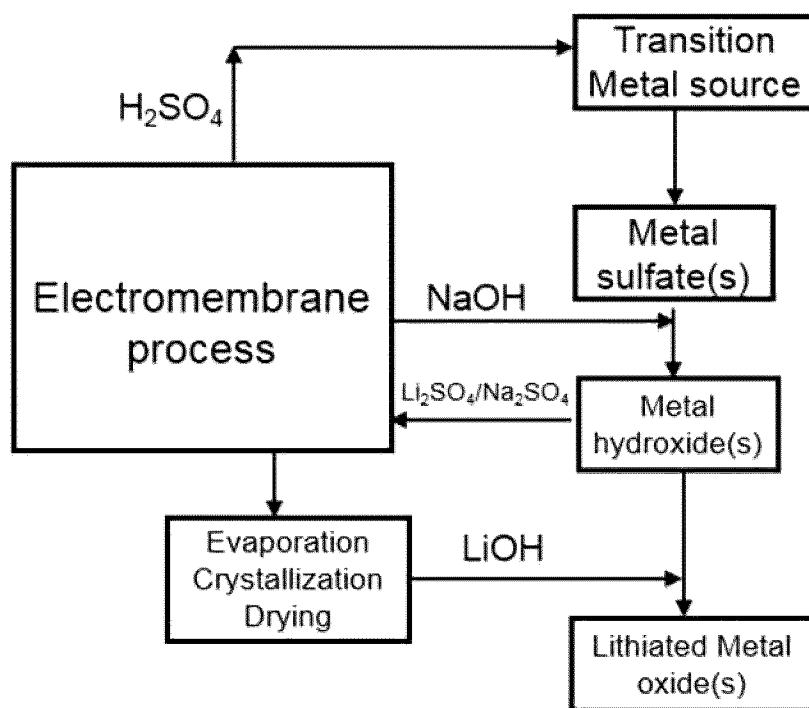 Transition
Metal source
H₂SO₄
Metal
sulfate(s)
Electromembrane
process
NaOH
Li₂SO₄/Na₂SO₄
Metal
hydroxide(s)
Evaporation
Crystallization
Drying
LiOH
Lithiated Metal
oxide(s)